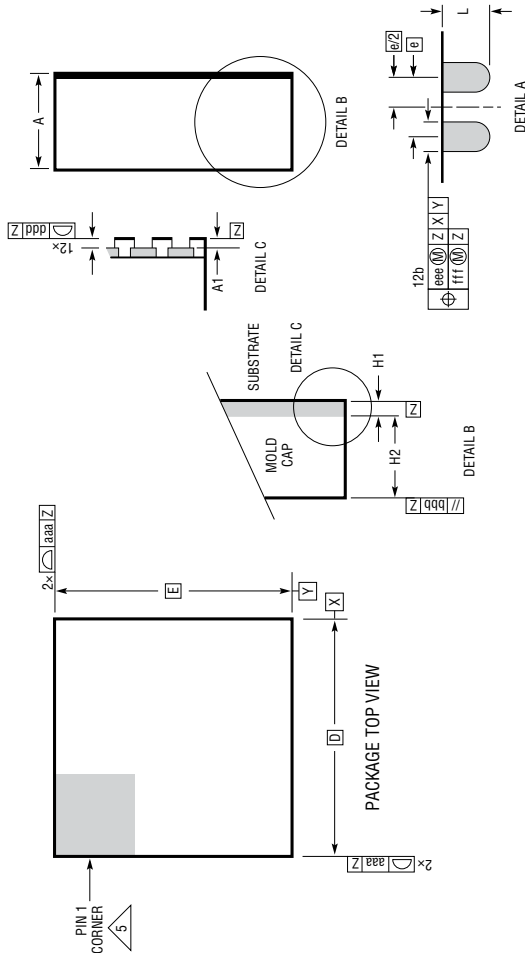 A
DETAIL B
e/2
e
L
DETAIL A
12b
eee Ⓜ Z X Y
fff Ⓜ Z
ddd Z
12×
Z
A1
DETAIL C
SUBSTRATE
DETAIL C
MOLD
CAP
H1
H2
Z
// bbb Z
DETAIL B
2×
aaa Z
E
Y
X
D
PACKAGE TOP VIEW
PIN 1
CORNER
5
aaa Z
2×